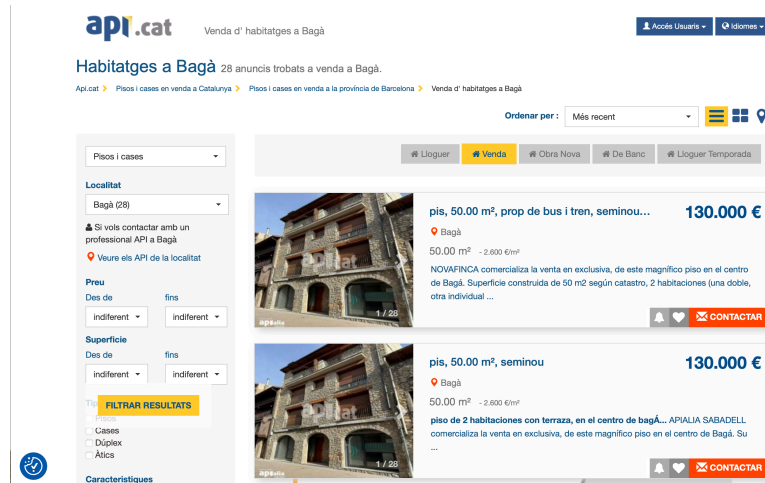 api.cat
Venda d' habitatges a Bagà
Accés Usuaris
Idiomes
Habitatges a Bagà 28 anuncis trobats a venda a Bagà.
Api.cat Pisos i cases en venda a Catalunya Pisos i cases en venda a la província de Barcelona Venda d' habitatges a Bagà
Ordenar per : Més recent
Pisos i cases
Lloguer
Venda
Obra Nova
De Banc
Lloguer Temporada
Localitat
Bagà (28)
Si vols contactar amb un
professional API a Bagà
Veure els API de la localitat
Preu
Des de fins
indiferent indiferent
Superfície
Des de fins
indiferent indiferent
FILTRAR RESULTATS
Pisos
Cases
Dúplex
Àtics
Característiques
api.cat
1 / 28
apialia
pis, 50.00 m², prop de bus i tren, seminou...
130.000 €
Bagà
50.00 m² - 2.600 €/m²
NOVAFINCA comercializa la venta en exclusiva, de este magnífico piso en el centro
de Bagá. Superficie construida de 50 m2 según catastro, 2 habitaciones (una doble,
otra individual ...
CONTACTAR
api.cat
1 / 28
apialia
pis, 50.00 m², seminou
130.000 €
Bagà
50.00 m² - 2.600 €/m²
piso de 2 habitaciones con terraza, en el centro de bagÁ... APIALIA SABADELL
comercializa la venta en exclusiva, de este magnífico piso en el centro de Bagá. Su
...
CONTACTAR